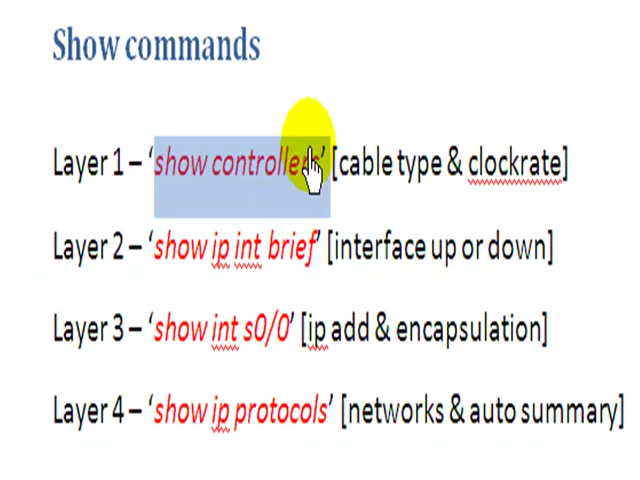 Show commands
Layer 1 – ‘show controllers’ [cable type & clockrate]
Layer 2 – ‘show ip int brief’ [interface up or down]
Layer 3 – ‘show int s0/0’ [ip add & encapsulation]
Layer 4 – ‘show ip protocols’ [networks & auto summary]